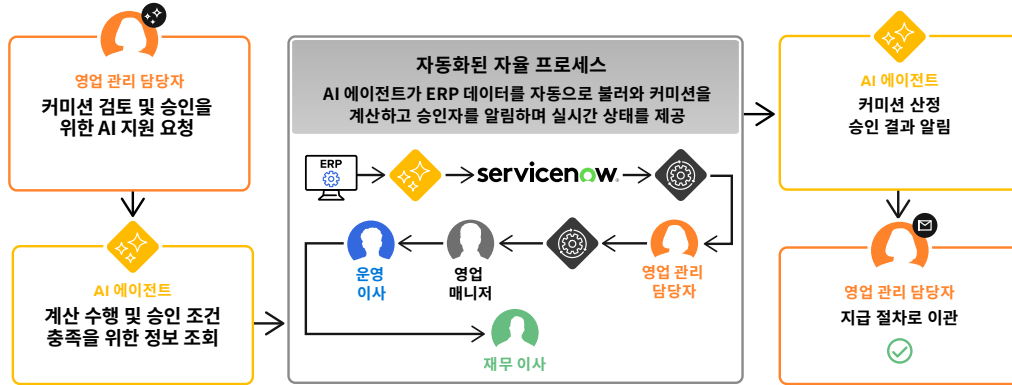 영업 관리 담당자
커미션 검토 및 승인을
위한 AI 지원 요청
AI 에이전트
계산 수행 및 승인 조건
충족을 위한 정보 조회
자동화된 자율 프로세스
AI 에이전트가 ERP 데이터를 자동으로 불러와 커미션을
계산하고 승인자를 알림하며 실시간 상태를 제공
ERP
servicenow
영업 관리
담당자
영업
매니저
운영
이사
재무 이사
AI 에이전트
커미션 산정
승인 결과 알림
영업 관리 담당자
지급 절차로 이관